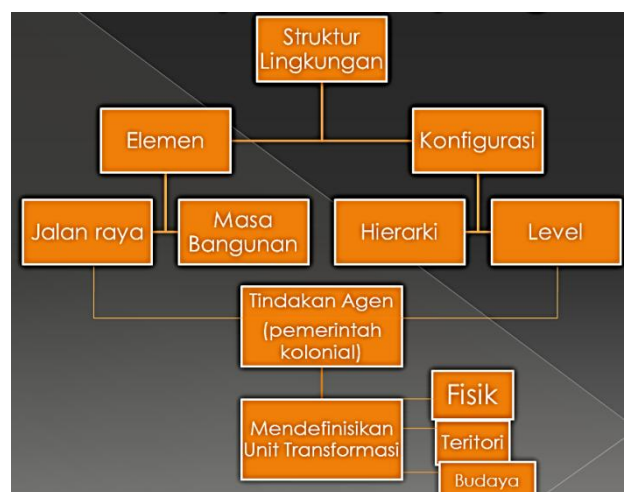 Struktur
Lingkungan
Elemen
Konfigurasi
Jalan raya
Masa
Bangunan
Hierarki
Level
Tindakan Agen
(pemerintah
kolonial)
Mendefinisikan
Unit Transformasi
Fisik
Teritori
Budaya